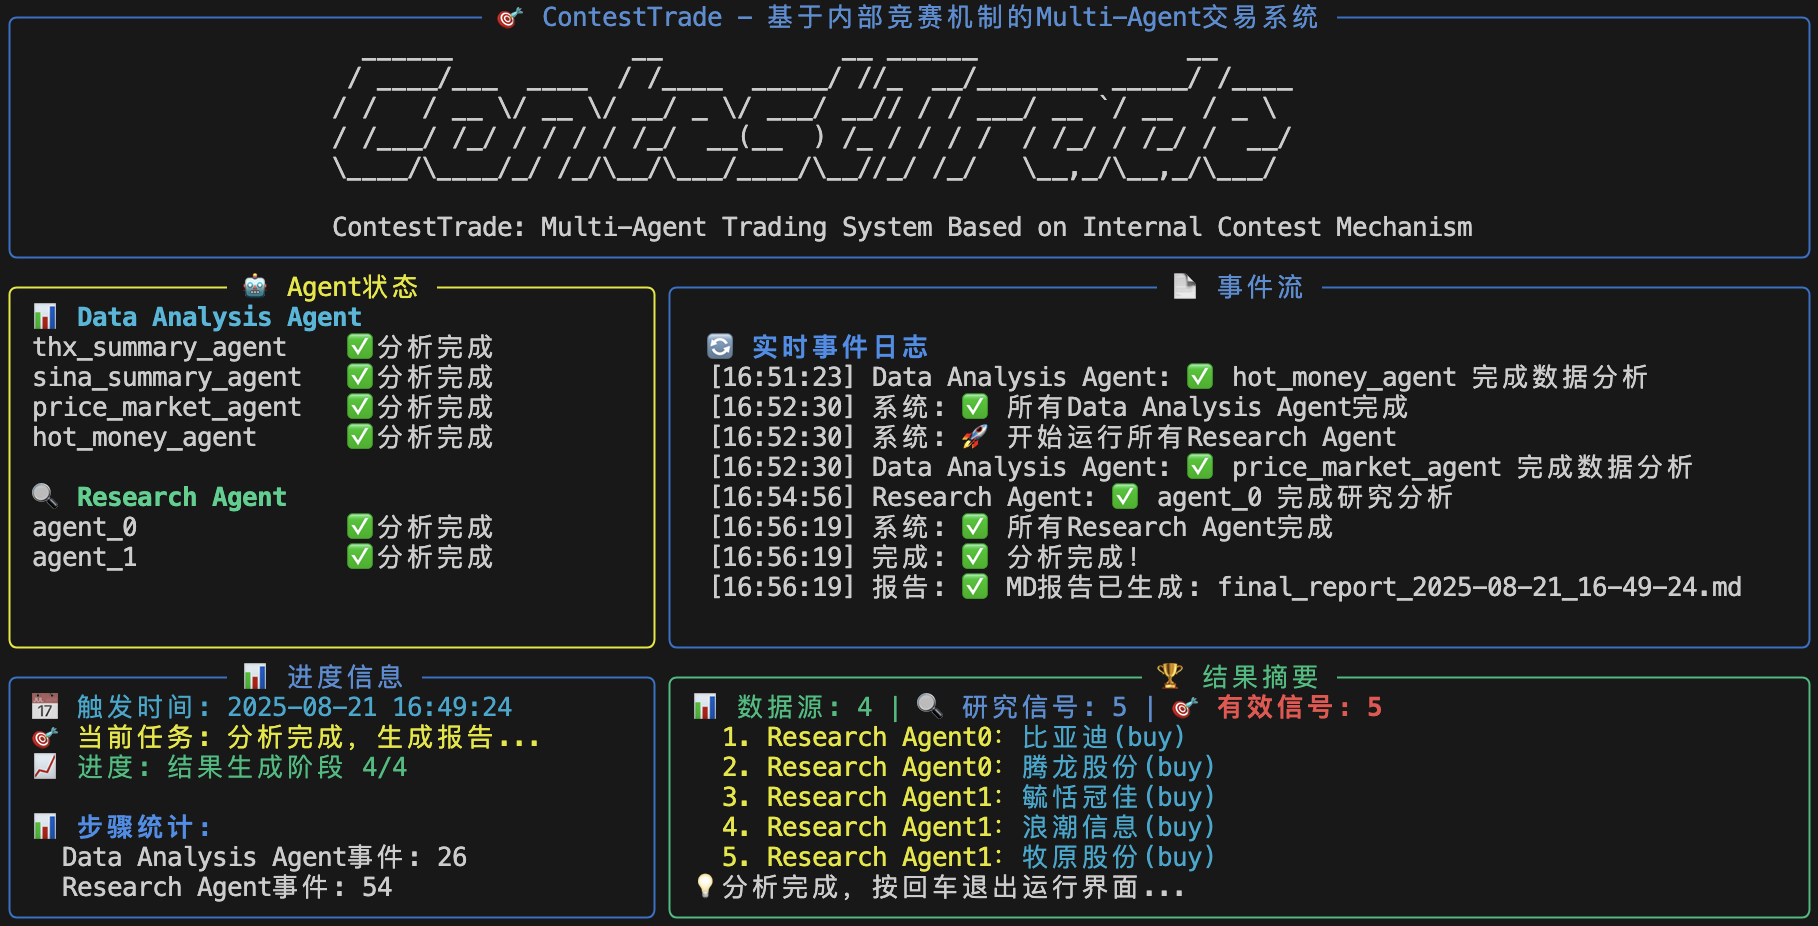 ContestTrade - 基于内部竞赛机制的Multi-Agent交易系统
ContestTrade
ContestTrade: Multi-Agent Trading System Based on Internal Contest Mechanism
Agent状态
Data Analysis Agent
thx_summary_agent ✅分析完成
sina_summary_agent ✅分析完成
price_market_agent ✅分析完成
hot_money_agent ✅分析完成
Research Agent
agent_0 ✅分析完成
agent_1 ✅分析完成
事件流
实时事件日志
[16:51:23] Data Analysis Agent: ✅ hot_money_agent 完成数据分析
[16:52:30] 系统: ✅ 所有Data Analysis Agent完成
[16:52:30] 系统: 🚀 开始运行所有Research Agent
[16:52:30] Data Analysis Agent: ✅ price_market_agent 完成数据分析
[16:54:56] Research Agent: ✅ agent_0 完成研究分析
[16:56:19] 系统: ✅ 所有Research Agent完成
[16:56:19] 完成: ✅ 分析完成!
[16:56:19] 报告: ✅ MD报告已生成: final_report_2025-08-21_16-49-24.md
进度信息
触发时间: 2025-08-21 16:49:24
当前任务: 分析完成, 生成报告...
进度: 结果生成阶段 4/4
步骤统计:
Data Analysis Agent事件: 26
Research Agent事件: 54
结果摘要
数据源: 4 | 研究信号: 5 | 有效信号: 5
1. Research Agent0: 比亚迪(buy)
2. Research Agent0: 腾龙股份(buy)
3. Research Agent1: 毓恬冠佳(buy)
4. Research Agent1: 浪潮信息(buy)
5. Research Agent1: 牧原股份(buy)
分析完成, 按回车退出运行界面...